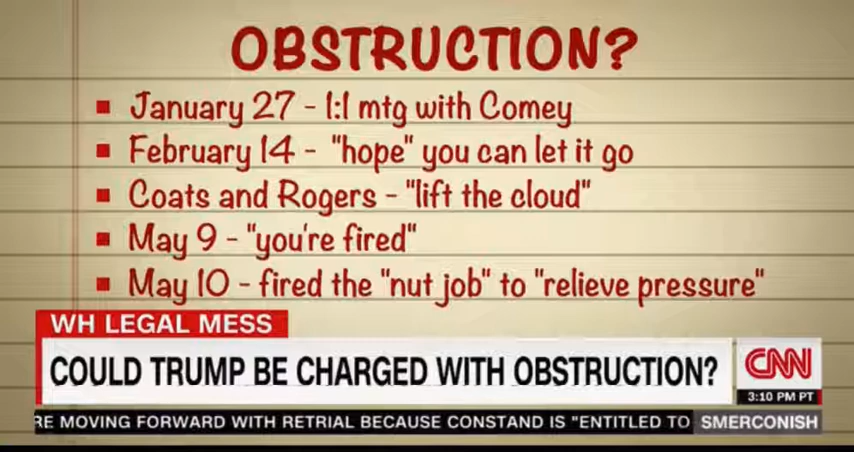 OBSTRUCTION?
January 27 - 1:1 mtg with Comey
February 14 - "hope" you can let it go
Coats and Rogers - "lift the cloud"
May 9 - "you're fired"
May 10 - fired the "nut job" to "relieve pressure"
WH LEGAL MESS
COULD TRUMP BE CHARGED WITH OBSTRUCTION?
CNN
3:10 PM PT
RE MOVING FORWARD WITH RETRIAL BECAUSE CONSTAND IS "ENTITLED TO
SMERCONISH